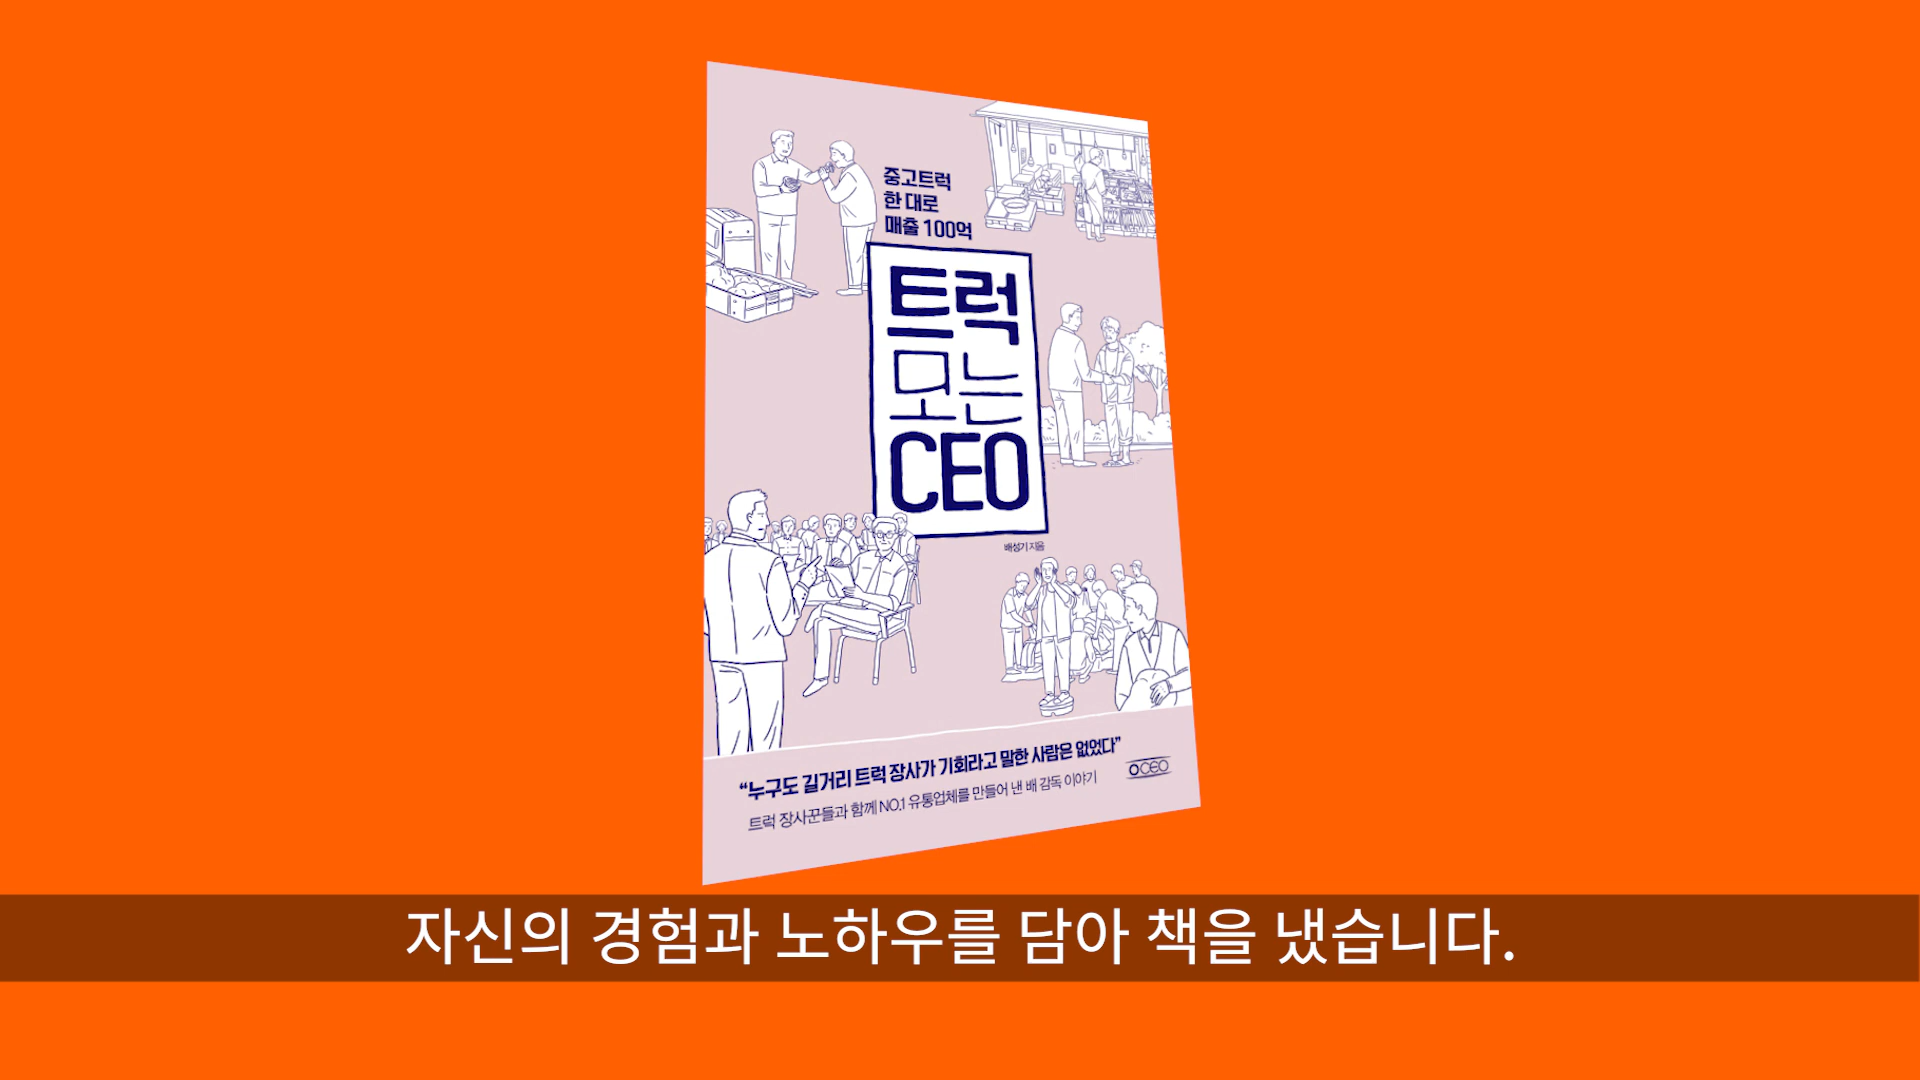 중고트럭
한 대로
매출 100억
트럭
모는
CEO
배성기 지음
“누구도 길거리 트럭 장사가 기회라고 말한 사람은 없었다”
트럭 장사꾼들과 함께 NO.1 유통업체를 만들어 낸 배 감독 이야기
OCEO
자신의 경험과 노하우를 담아 책을 냈습니다.